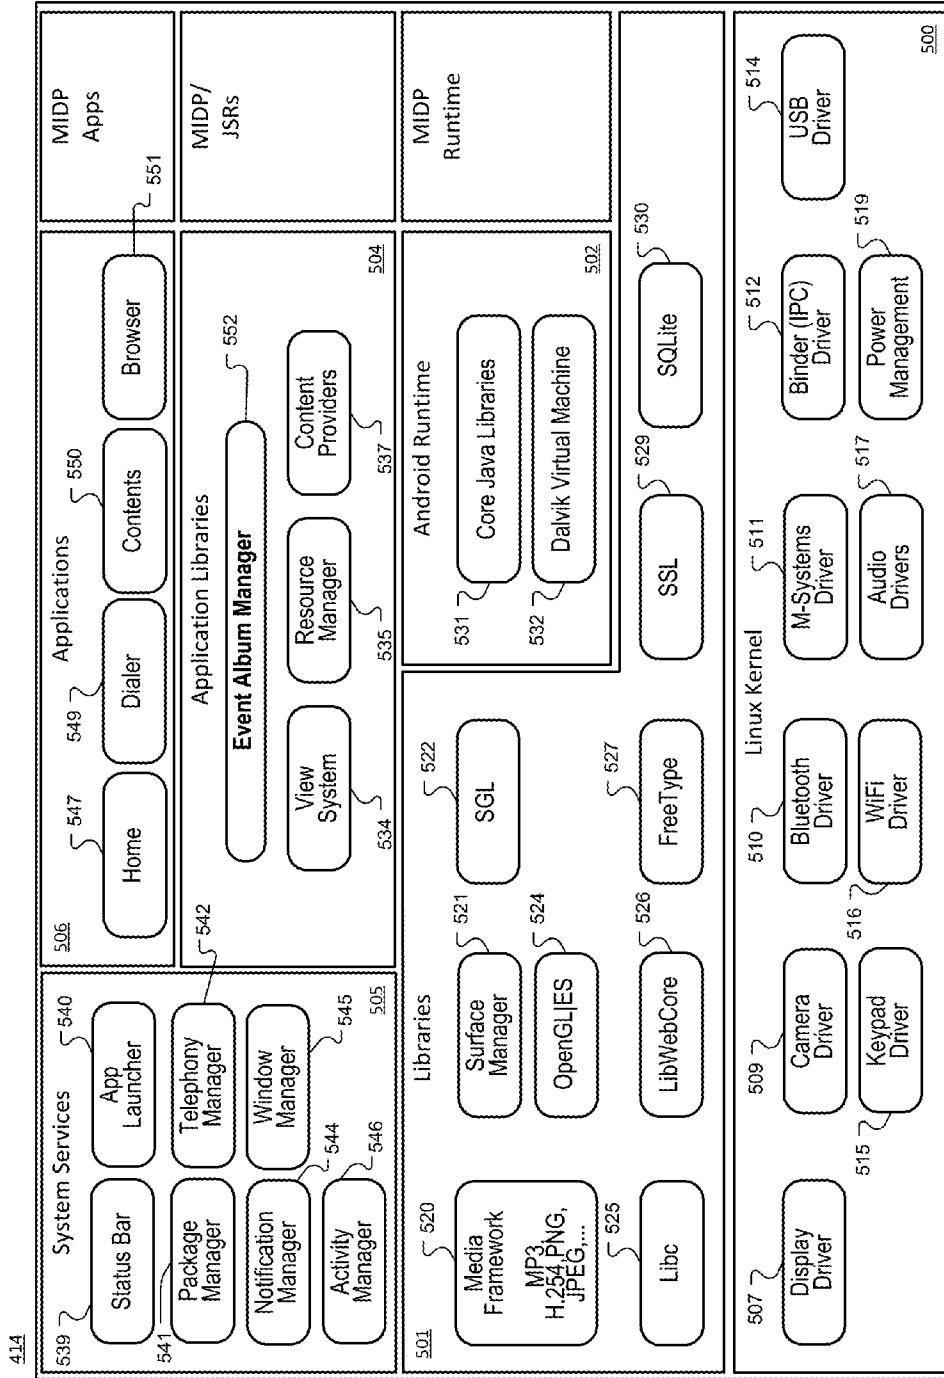 414
System Services
539
Status Bar
540
App
Launcher
541
Package
Manager
542
Telephony
Manager
Notification
Manager
544
Window
Manager
545
Activity
Manager
546
505
506
Applications
547
Home
549
Dialer
550
Contents
Browser
551
MIDP
Apps
Application Libraries
Event Album Manager
552
View
System
534
Resource
Manager
535
Content
Providers
537
504
MIDP/
JSRs
501
Libraries
520
Media
Framework
MP3
H.254,PNG,
JPEG,...
Surface
Manager
521
SGL
522
OpenGL|ES
524
525
Libc
LibWebCore
526
FreeType
527
SSL
529
SQLite
530
Android Runtime
531
Core Java Libraries
532
Dalvik Virtual Machine
502
MIDP
Runtime
Linux Kernel
507
Display
Driver
509
Camera
Driver
510
Bluetooth
Driver
M-Systems
Driver
511
512
Binder (IPC)
Driver
USB
Driver
514
515
Keypad
Driver
516
WiFi
Driver
Audio
Drivers
517
Power
Management
519
500